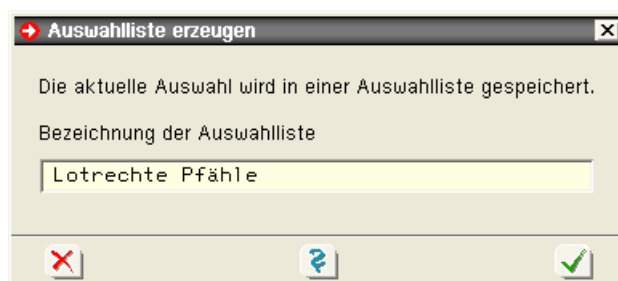 Auswahlliste erzeugen
Die aktuelle Auswahl wird in einer Auswahlliste gespeichert.
Bezeichnung der Auswahlliste
Lotrechte Pfähle